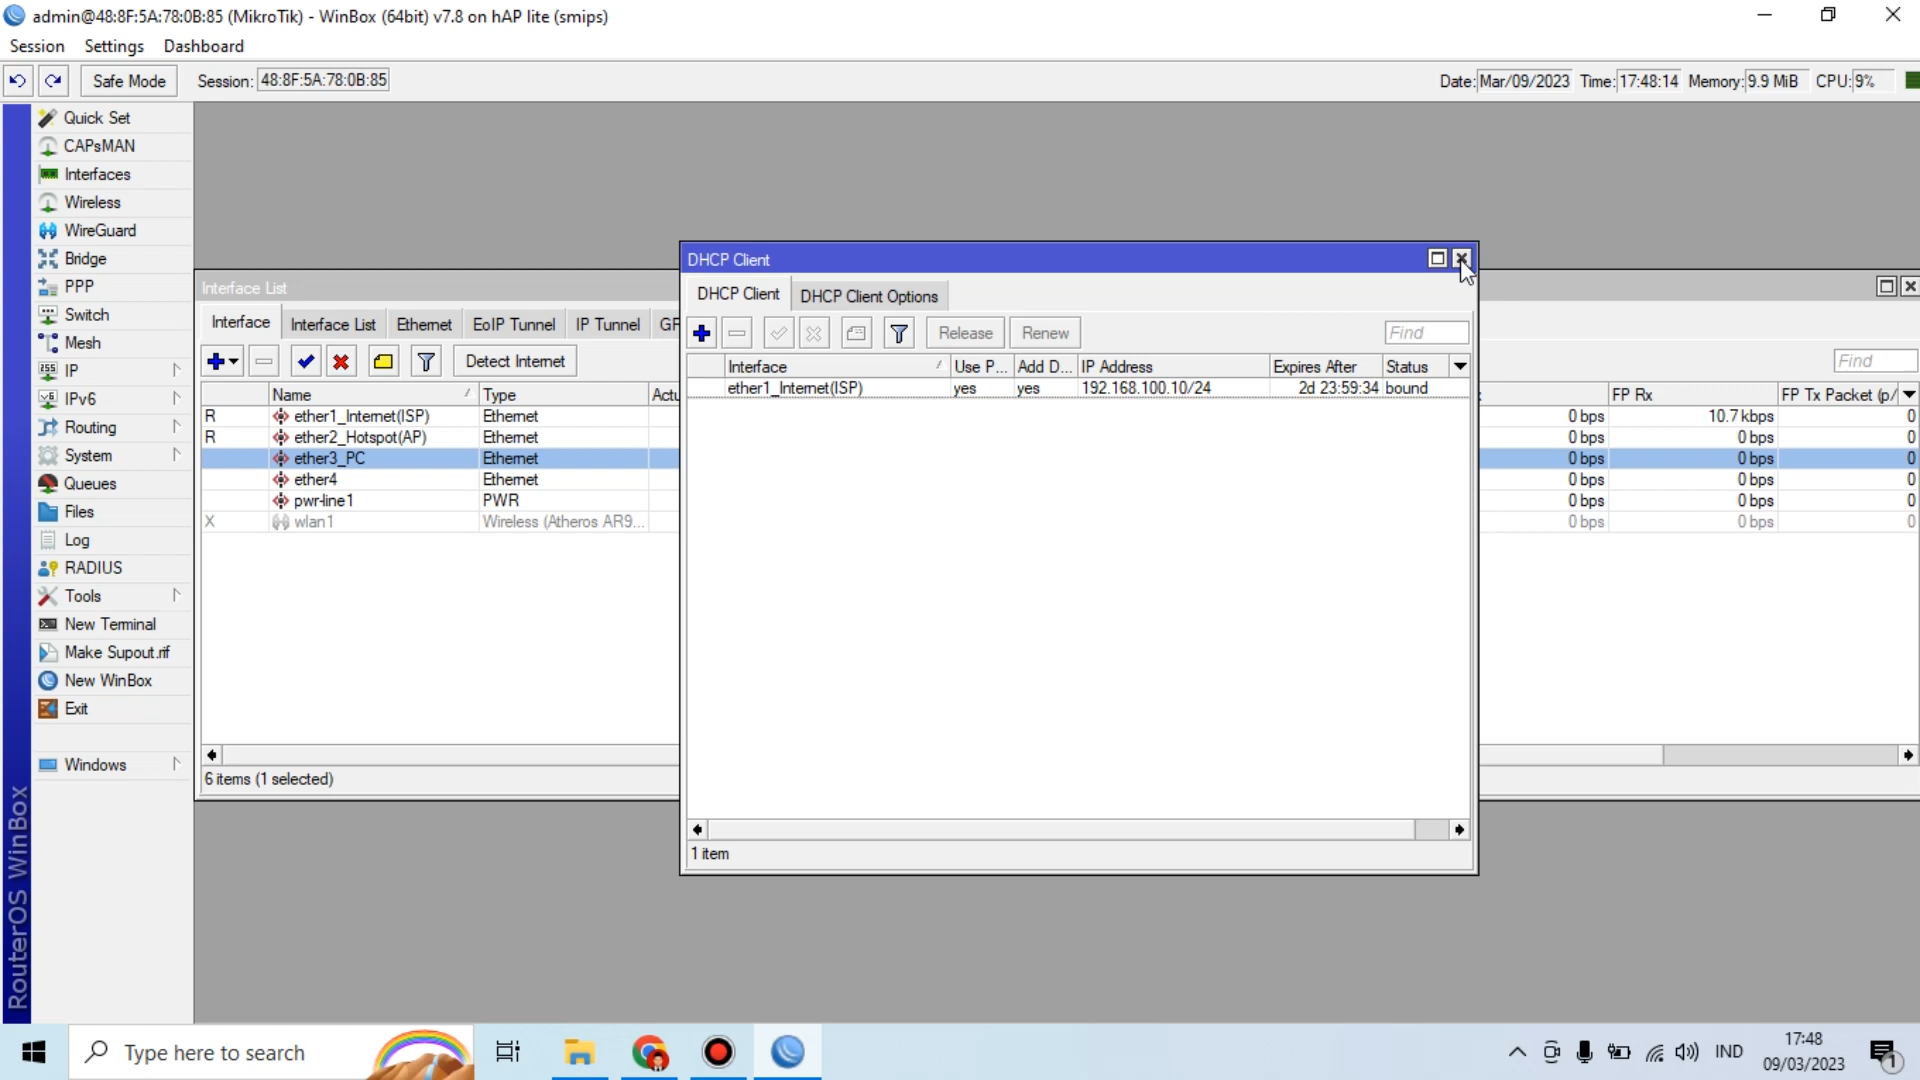 admin@48:8F:5A:78:0B:85 (MikroTik) - WinBox (64bit) v7.8 on hAP lite (smips)
Session Settings Dashboard
Safe Mode Session: 48:8F:5A:78:0B:85 Date: Mar/09/2023 Time: 17:48:14 Memory: 9.9 MiB CPU: 9%
Quick Set
CAPsMAN
Interfaces
Wireless
WireGuard
Bridge
PPP
Switch
Mesh
IP
IPv6
Routing
System
Queues
Files
Log
RADIUS
Tools
New Terminal
Make Supout.rif
New WinBox
Exit
Windows
RouterOS WinBox
Interface List
Interface Interface List Ethernet EoIP Tunnel IP Tunnel
Detect Internet Find
Name Type FP Rx FP Tx Packet (p/
R ether1_Internet(ISP) Ethernet 0 bps 10.7 kbps 0
R ether2_Hotspot(AP) Ethernet 0 bps 0 bps 0
ether3_PC Ethernet 0 bps 0 bps 0
ether4 Ethernet 0 bps 0 bps 0
pwr-line1 PWR 0 bps 0 bps 0
X wlan1 Wireless (Atheros AR9... 0 bps 0 bps 0
6 items (1 selected)
DHCP Client
DHCP Client DHCP Client Options
Release Renew Find
Interface Use P... Add D... IP Address Expires After Status
ether1_Internet(ISP) yes yes 192.168.100.10/24 2d 23:59:34 bound
1 item
Type here to search
IND
17:48
09/03/2023
1